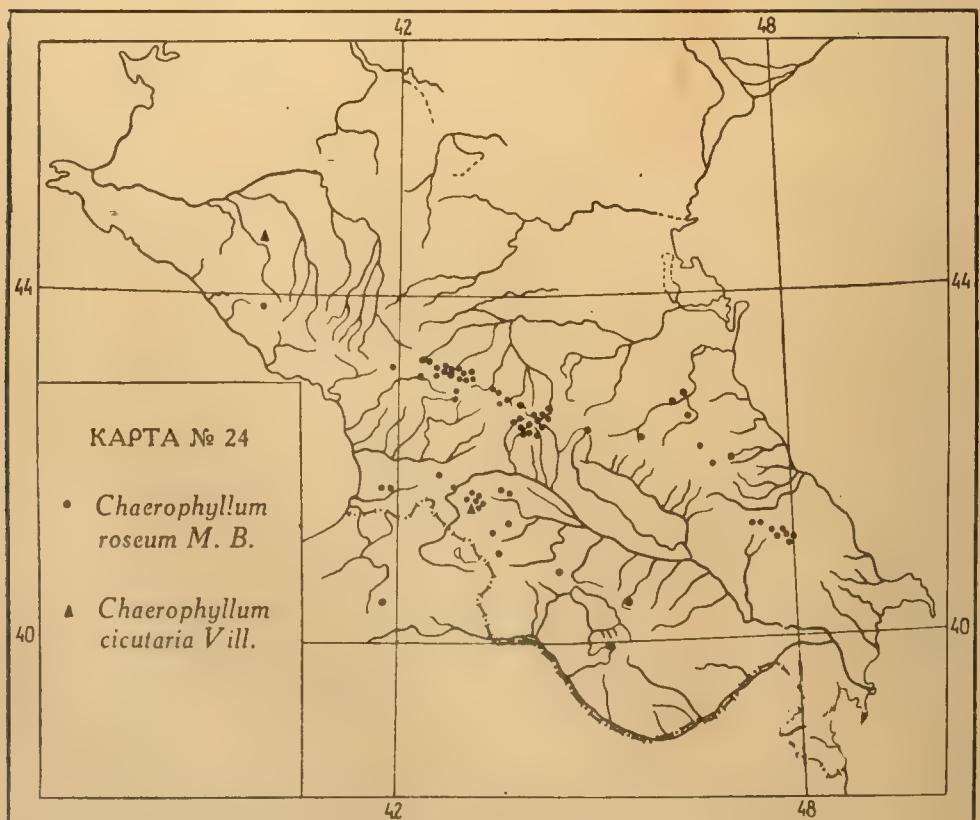 42 48
44 44
КАРТА № 24
Chaerophyllum
roseum M. B.
Chaerophyllum
cicutaria Vill.
40 40
42 48